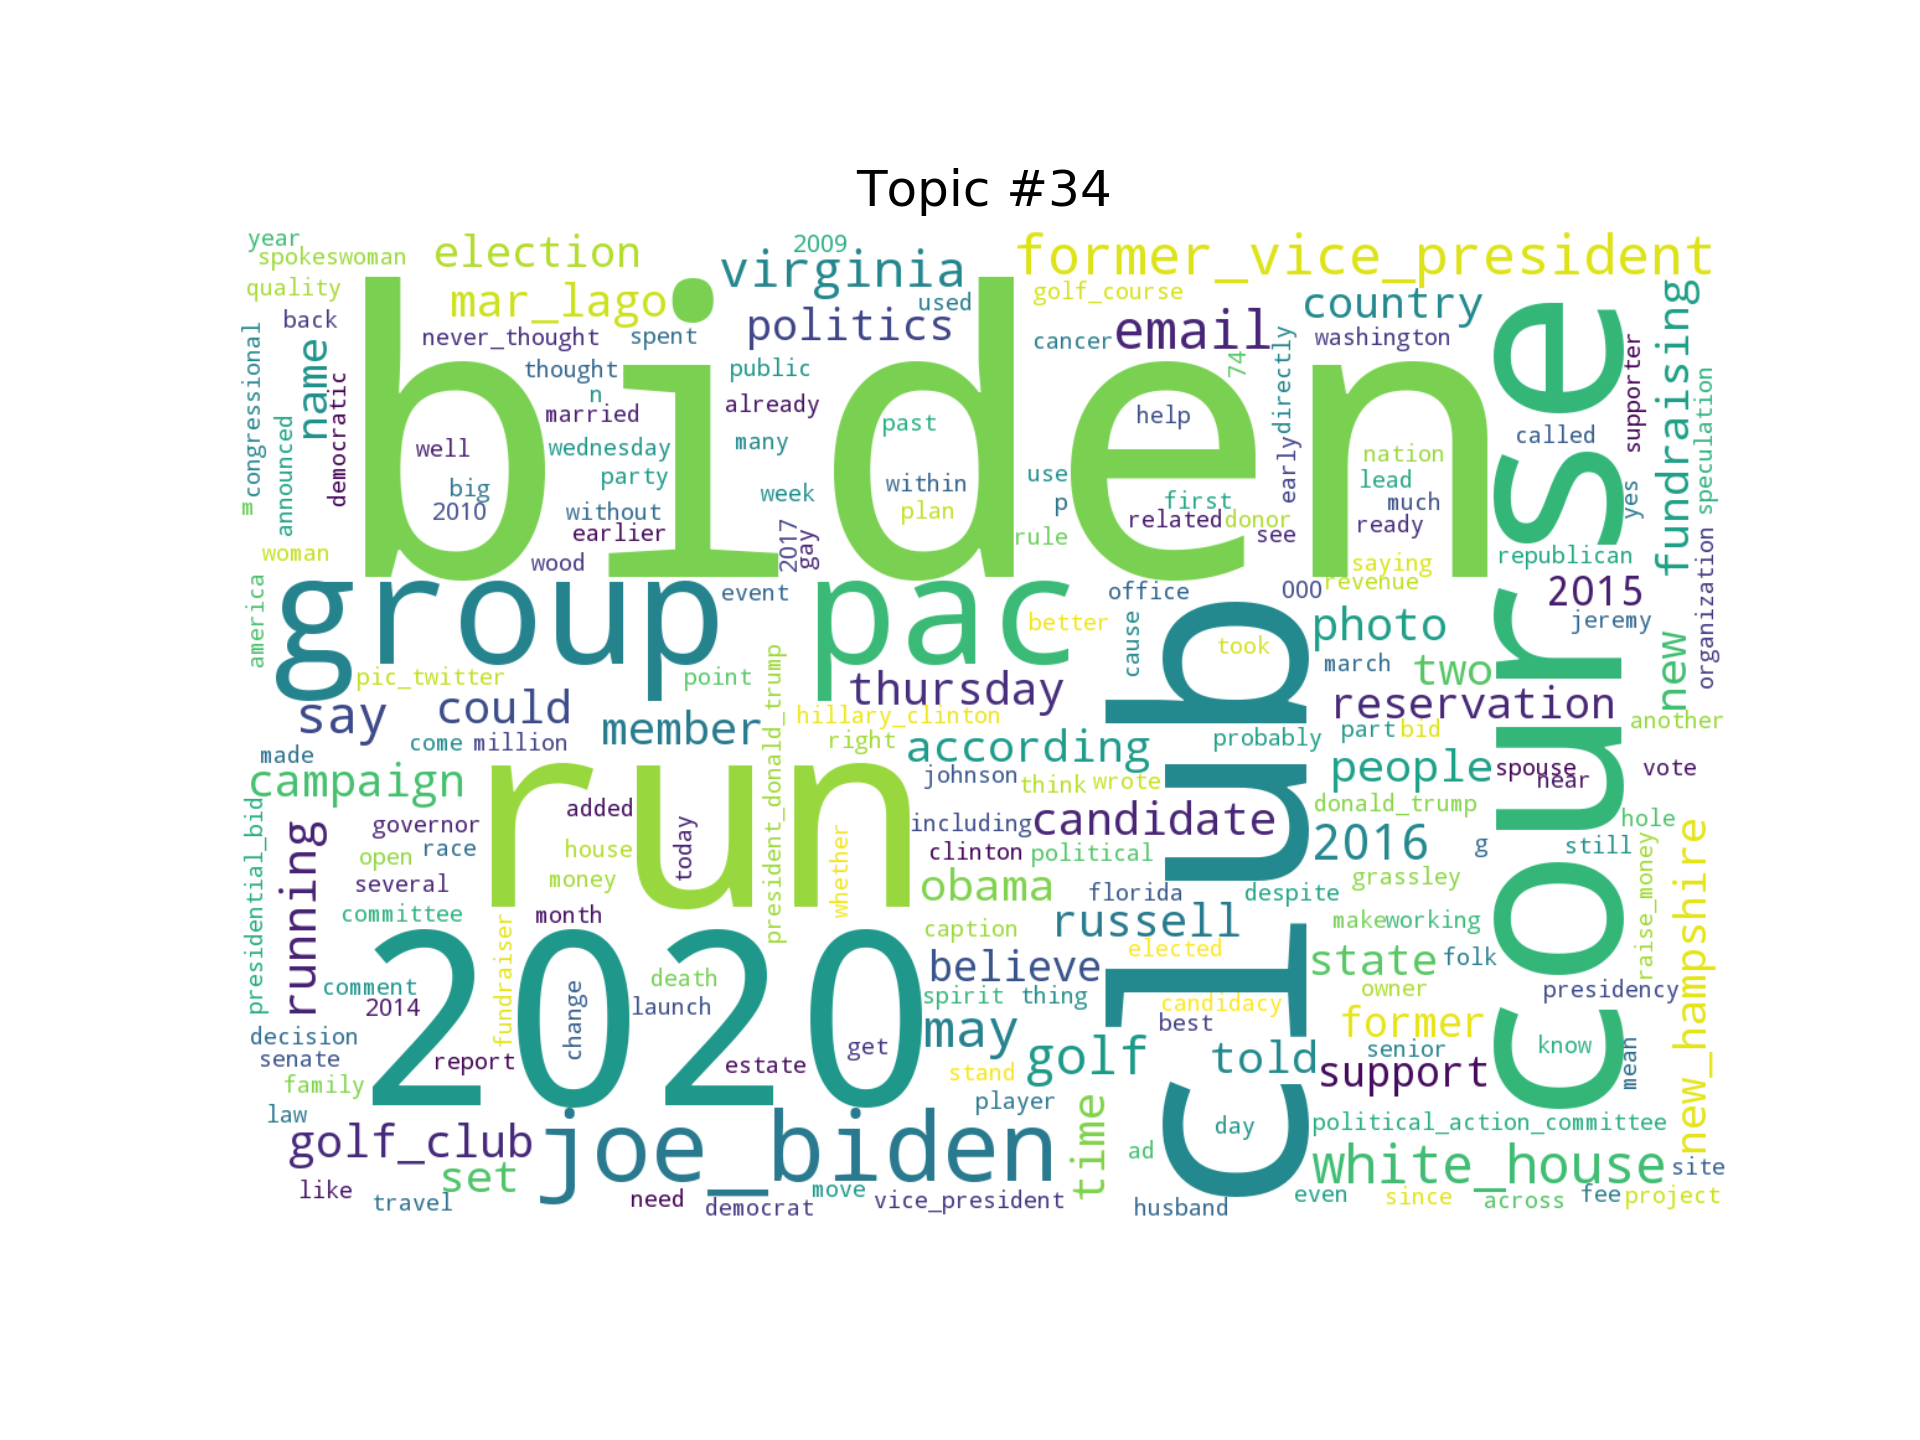 Topic #34
year
spokeswoman
election
2009
virginia
former_vice_president
quality
mar_lago
used
golf_course
country
back
never_thought
spent
politics
cancer
email
washington
fundraising
congressional
name
democratic
announced
biden
thought
n
married
public
already
many
past
74
directly
help
called
supporter
speculation
well
wednesday
party
big
2010
without
earlier
week
within
plan
use
p
early
nation
lead
much
ready
first
related
donor
see
rule
yes
woman
wood
2017
gay
saying
revenue
republican
organization
america
group
event
pac
office
000
2015
better
cause
took
photo
jeremy
march
two
new
course
pic_twitter
point
president_donald_trump
thursday
club
reservation
say
could
member
hillary_clinton
right
according
probably
part
bid
another
made
come
million
campaign
johnson
think
wrote
people
spouse
near
vote
presidential_bid
running
governor
added
run
today
whether
including
candidate
donald_trump
hole
open
race
house
clinton
political
2016
g
still
raise_money
new_hampshire
several
money
obama
florida
despite
grassley
committee
month
fundraiser
caption
russell
make
working
elected
believe
state
folk
comment
2020
death
launch
change
spirit
thing
candidacy
owner
presidency
2014
decision
may
best
former
senate
report
estate
get
golf
told
senior
know
mean
family
stand
support
law
player
time
day
political_action_committee
golf_club
joe_biden
ad
white_house
site
set
like
travel
need
move
democrat
vice_president
husband
even
since
across
fee
project
m